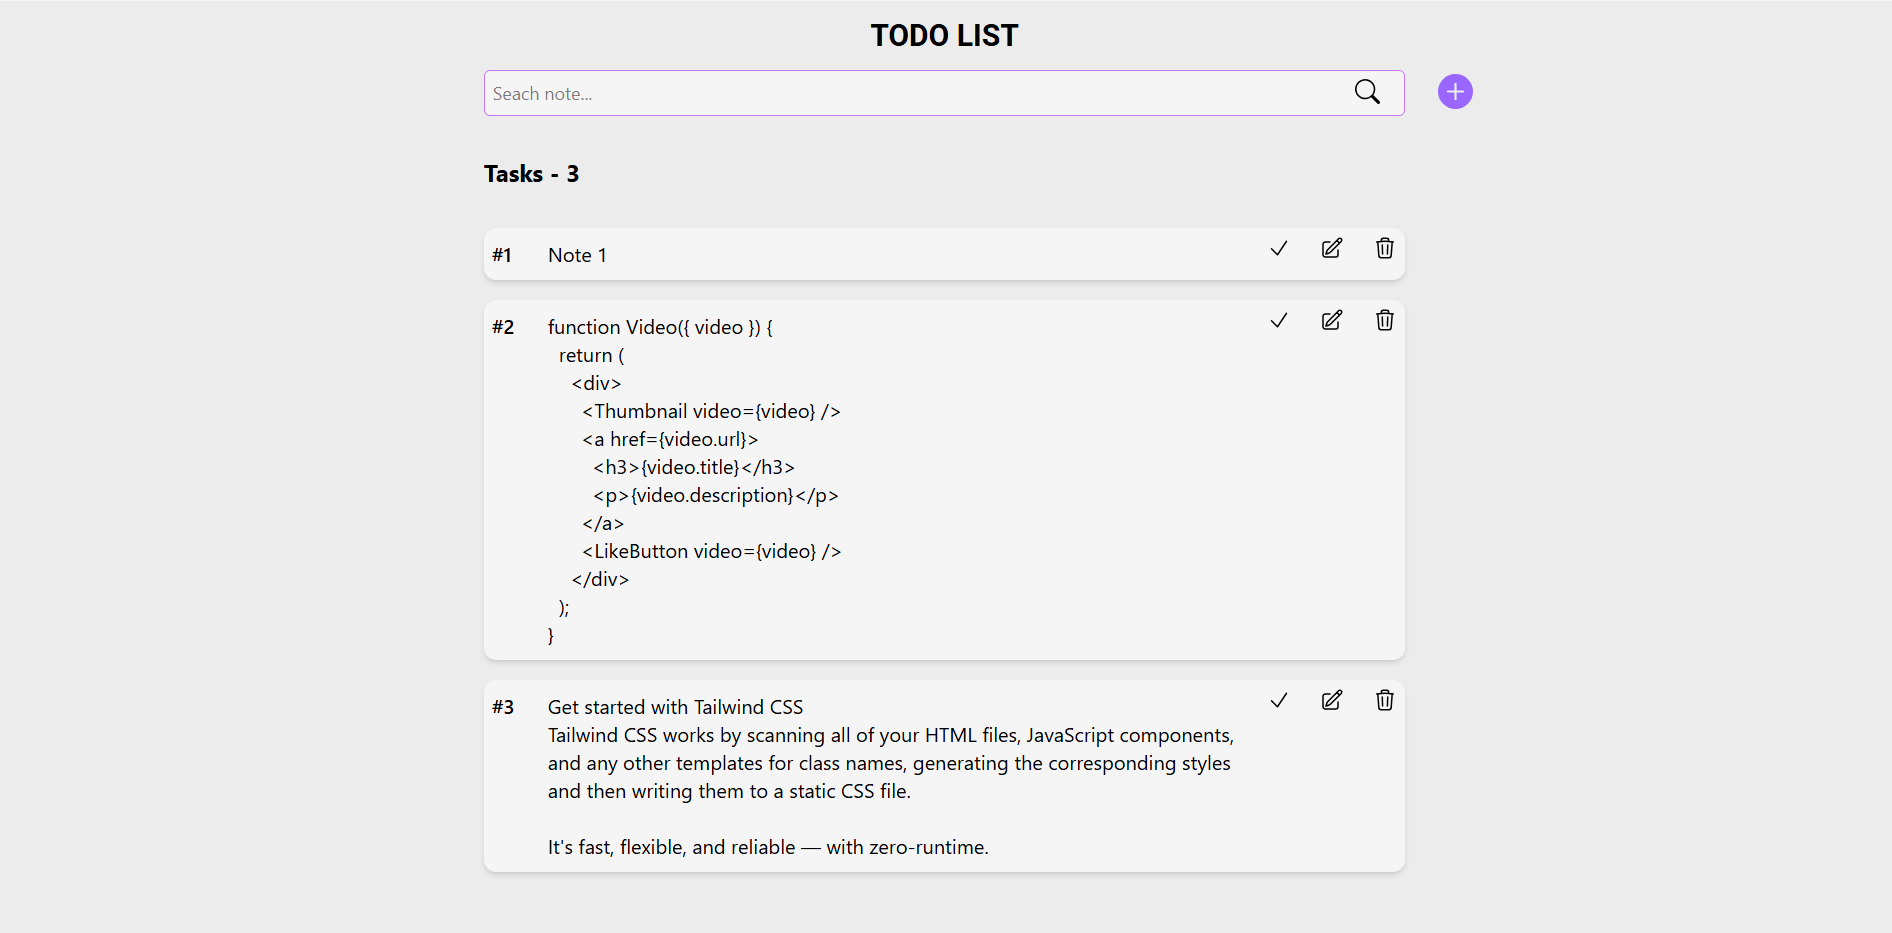 TODO LIST
Seach note...
Tasks - 3
#1 Note 1
#2 function Video({ video }) {
return (
<div>
<Thumbnail video={video} />
<a href={video.url}>
<h3>{video.title}</h3>
<p>{video.description}</p>
</a>
<LikeButton video={video} />
</div>
);
}
#3 Get started with Tailwind CSS
Tailwind CSS works by scanning all of your HTML files, JavaScript components,
and any other templates for class names, generating the corresponding styles
and then writing them to a static CSS file.
It's fast, flexible, and reliable — with zero-runtime.